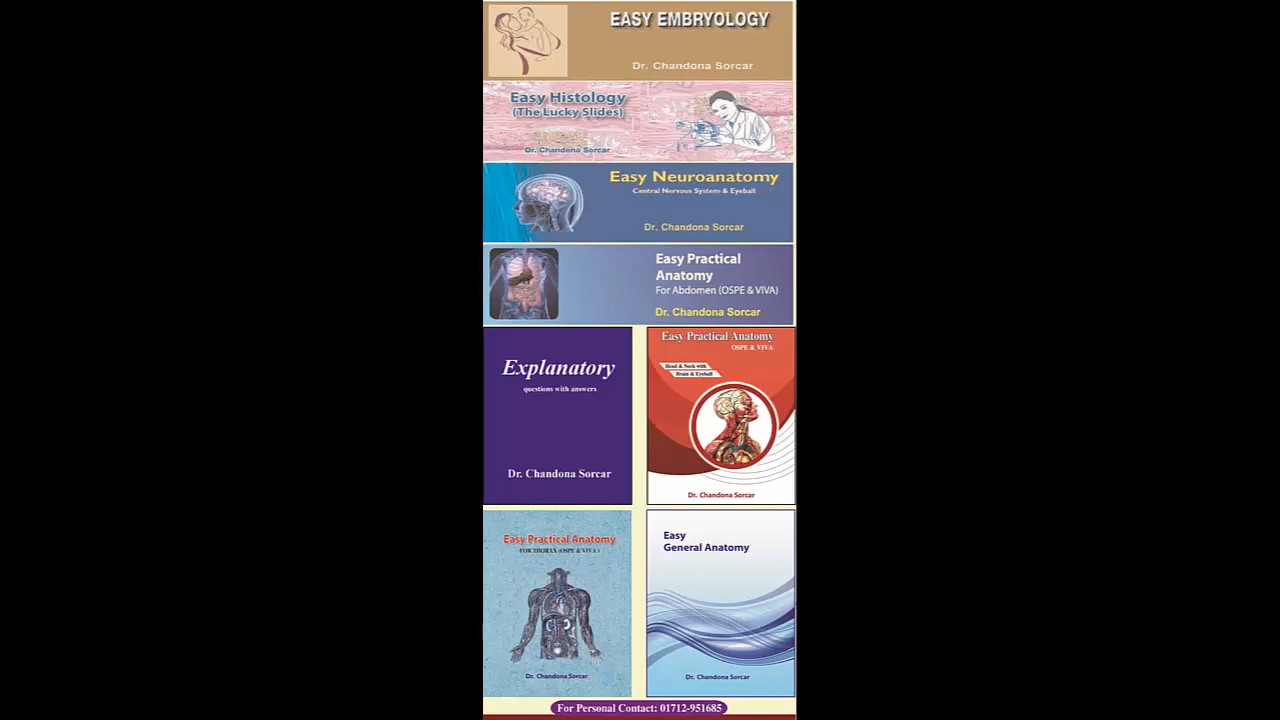 EASY EMBRYOLOGY
Dr. Chandona Sorcar
Easy Histology
(The Lucky Slides)
Dr. Chandona Sorcar
Easy Neuroanatomy
Central Nervous System & Eyeball
Dr. Chandona Sorcar
Easy Practical
Anatomy
For Abdomen (OSPE & VIVA)
Dr. Chandona Sorcar
Explanatory
questions with answers
Dr. Chandona Sorcar
Easy Practical Anatomy
OSPE & VIVA
Head & Neck with
Brain & Eyeball
Dr. Chandona Sorcar
Easy Practical Anatomy
FOR THORAX (OSPE & VIVA)
Dr. Chandona Sorcar
Easy
General Anatomy
Dr. Chandona Sorcar
For Personal Contact: 01712-951685